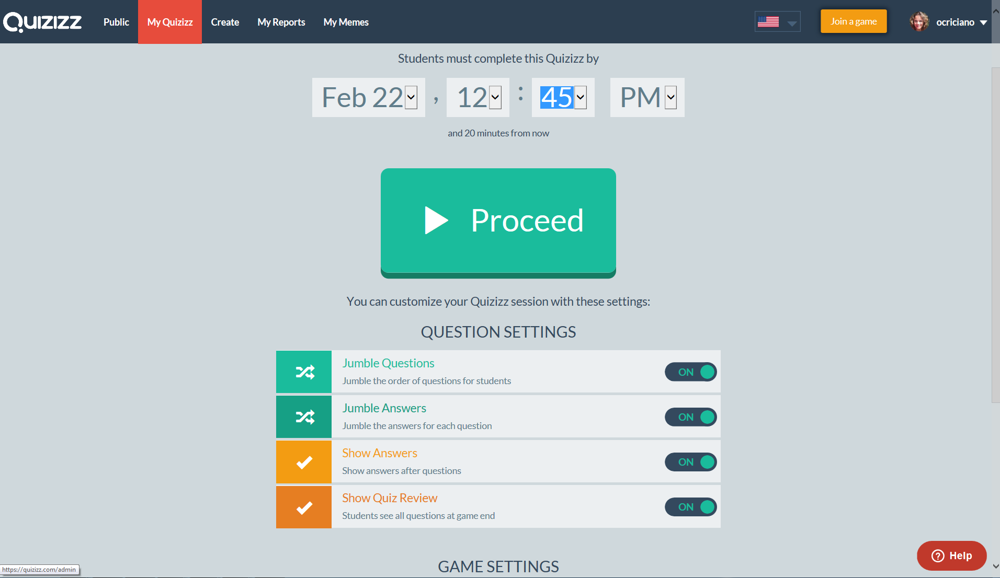 QUIZIZZ Public My Quizizz Create My Reports My Memes Join a game ocriciano
Students must complete this Quizizz by
Feb 22 , 12 : 45 PM
and 20 minutes from now
Proceed
You can customize your Quizizz session with these settings:
QUESTION SETTINGS
Jumble Questions
Jumble the order of questions for students
ON
Jumble Answers
Jumble the answers for each question
ON
Show Answers
Show answers after questions
ON
Show Quiz Review
Students see all questions at game end
ON
Help
GAME SETTINGS
https://quizizz.com/admin